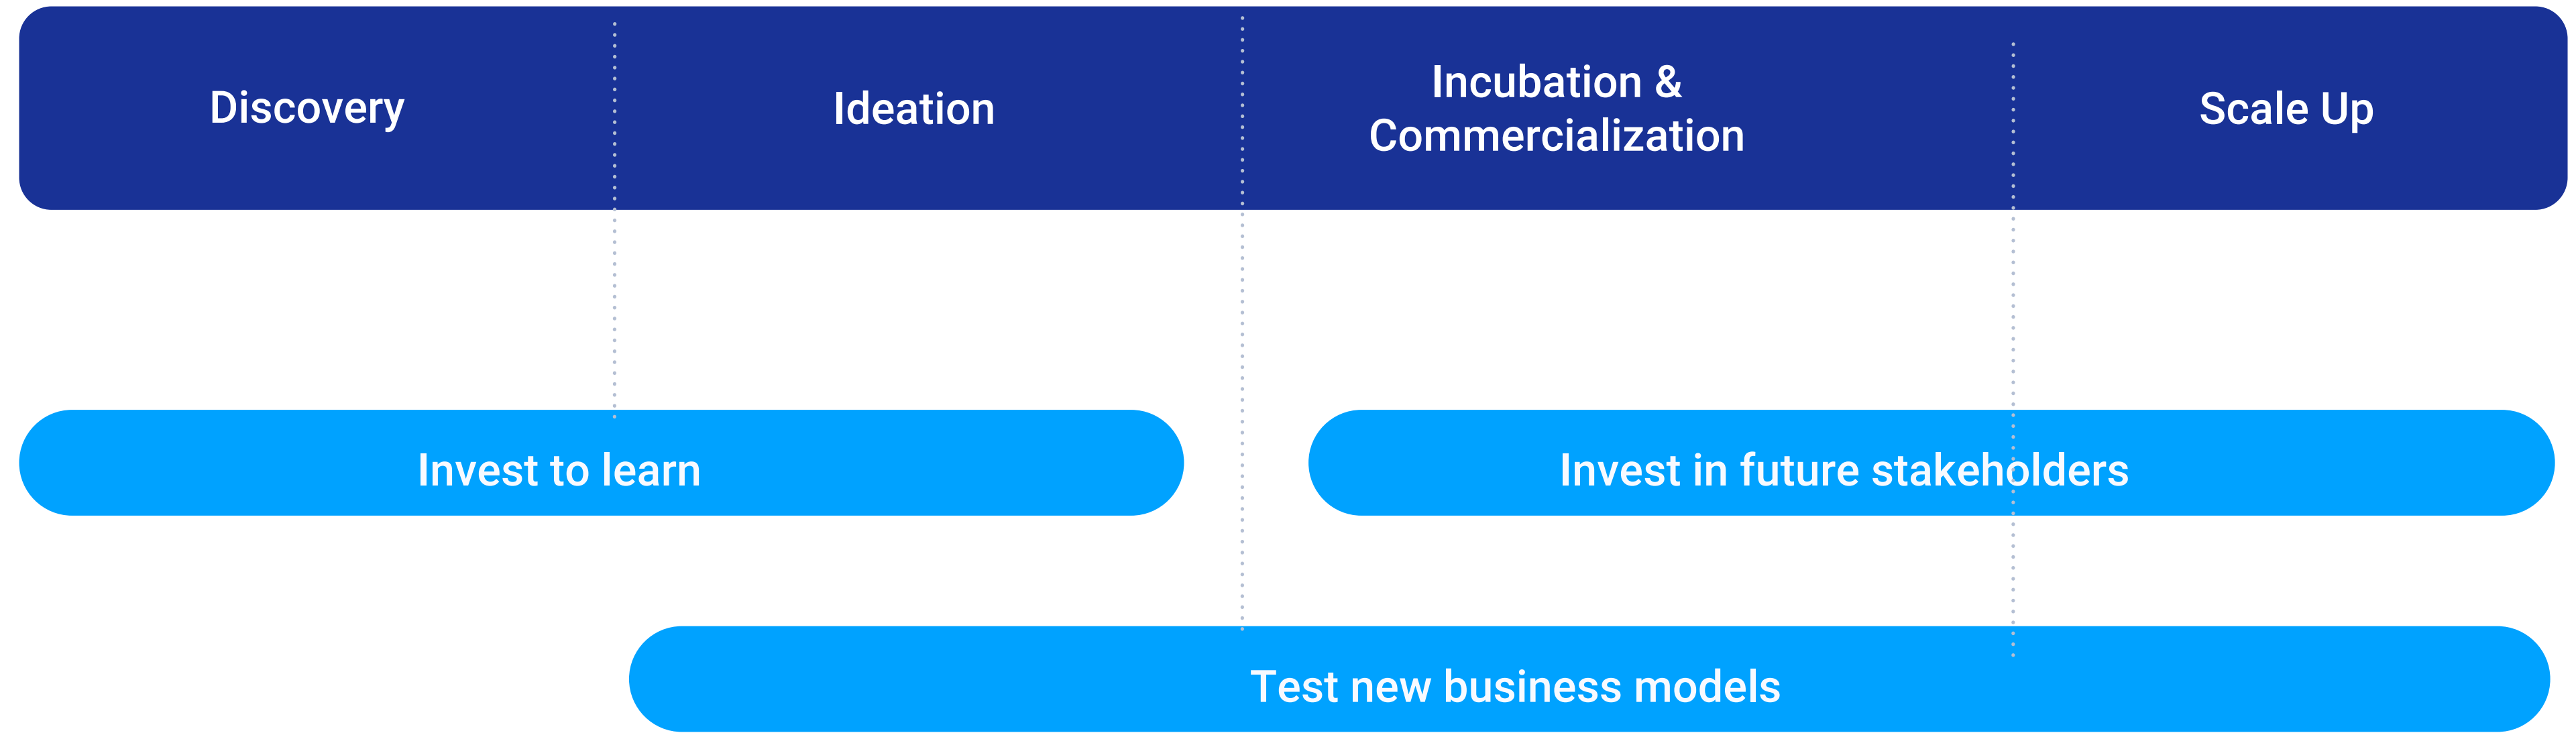 Discovery
Ideation
Incubation &
Commercialization
Scale Up
Invest to learn
Invest in future stakeholders
Test new business models